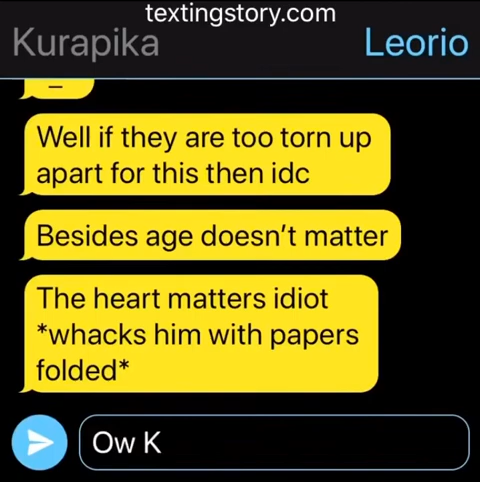 textingstory.com
Kurapika
Leorio
Well if they are too torn up
apart for this then idc
Besides age doesn’t matter
The heart matters idiot
*whacks him with papers
folded*
Ow K